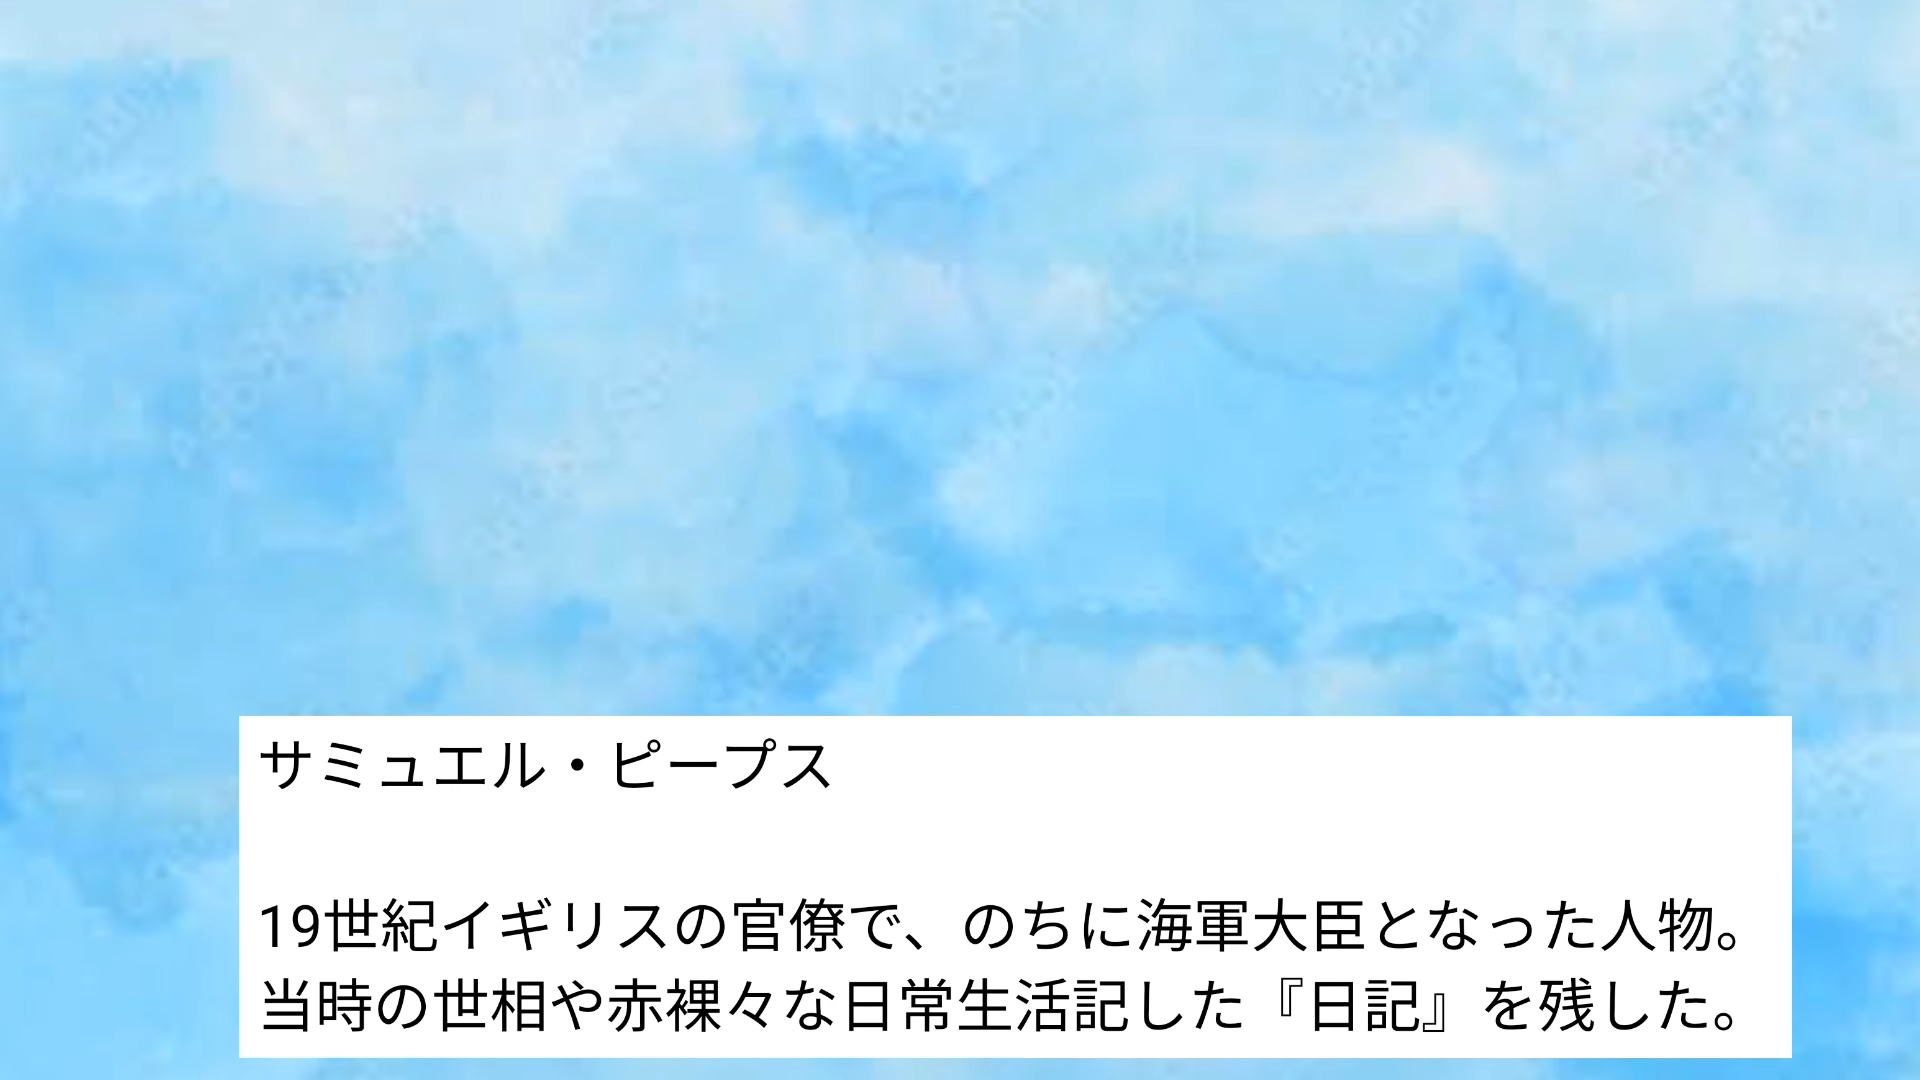 サミュエル・ピープス
19世紀イギリスの官僚で、のちに海軍大臣となった人物。
当時の世相や赤裸々な日常生活記した『日記』を残した。